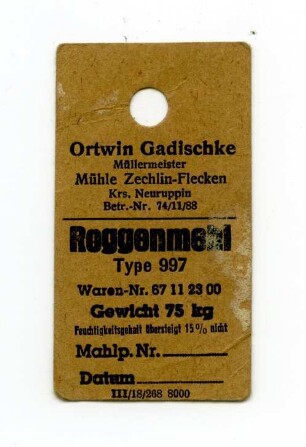 Ortwin Gadischke
Müllermeister
Mühle Zechlin-Flecken
Krs. Neuruppin
Betr.-Nr. 74/11/88
Roggenmehl
Type 997
Waren-Nr. 67 11 23 00
Gewicht 75 kg
Feuchtigkeitsgehalt übersteigt 15% nicht
Mahlp. Nr.
Datum
III/18/268 8000